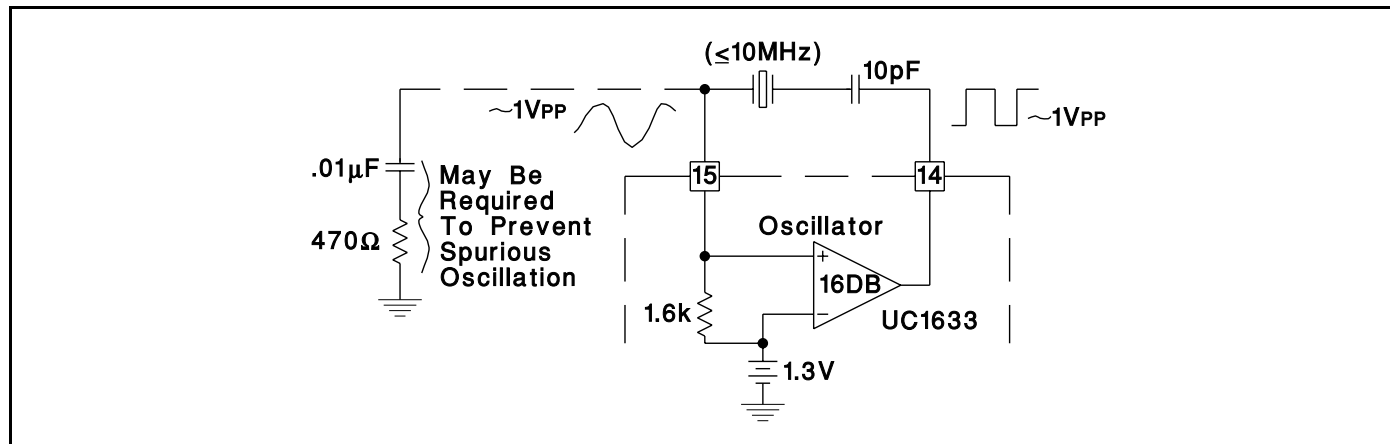 (≤10MHz)
10pF
~1VPP
~1VPP
.01μF
May Be
Required
To Prevent
Spurious
Oscillation
15
14
470Ω
Oscillator
+
16DB
−
1.6k
UC1633
1.3V